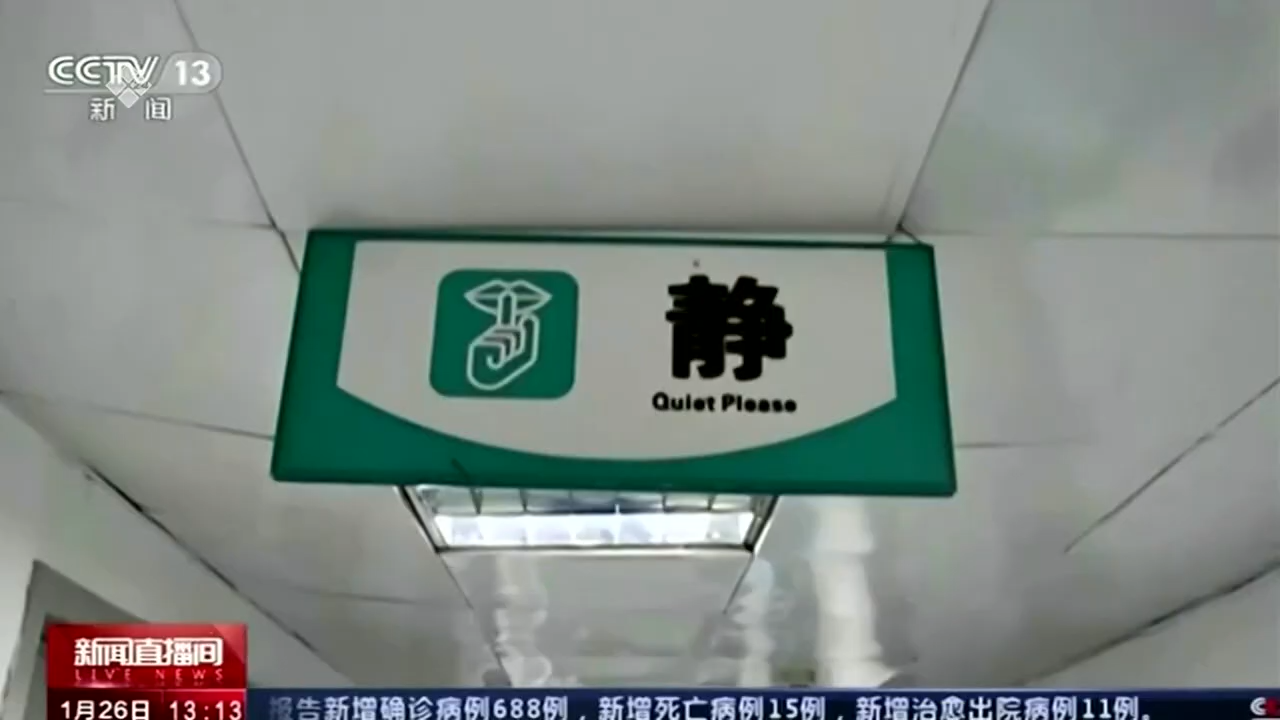 CCTV 13
新闻
静
Quiet Please
新闻直播间
LIVE NEWS
1月26日 13:13
报告新增确诊病例688例，新增死亡病例15例，新增治愈出院病例11例。